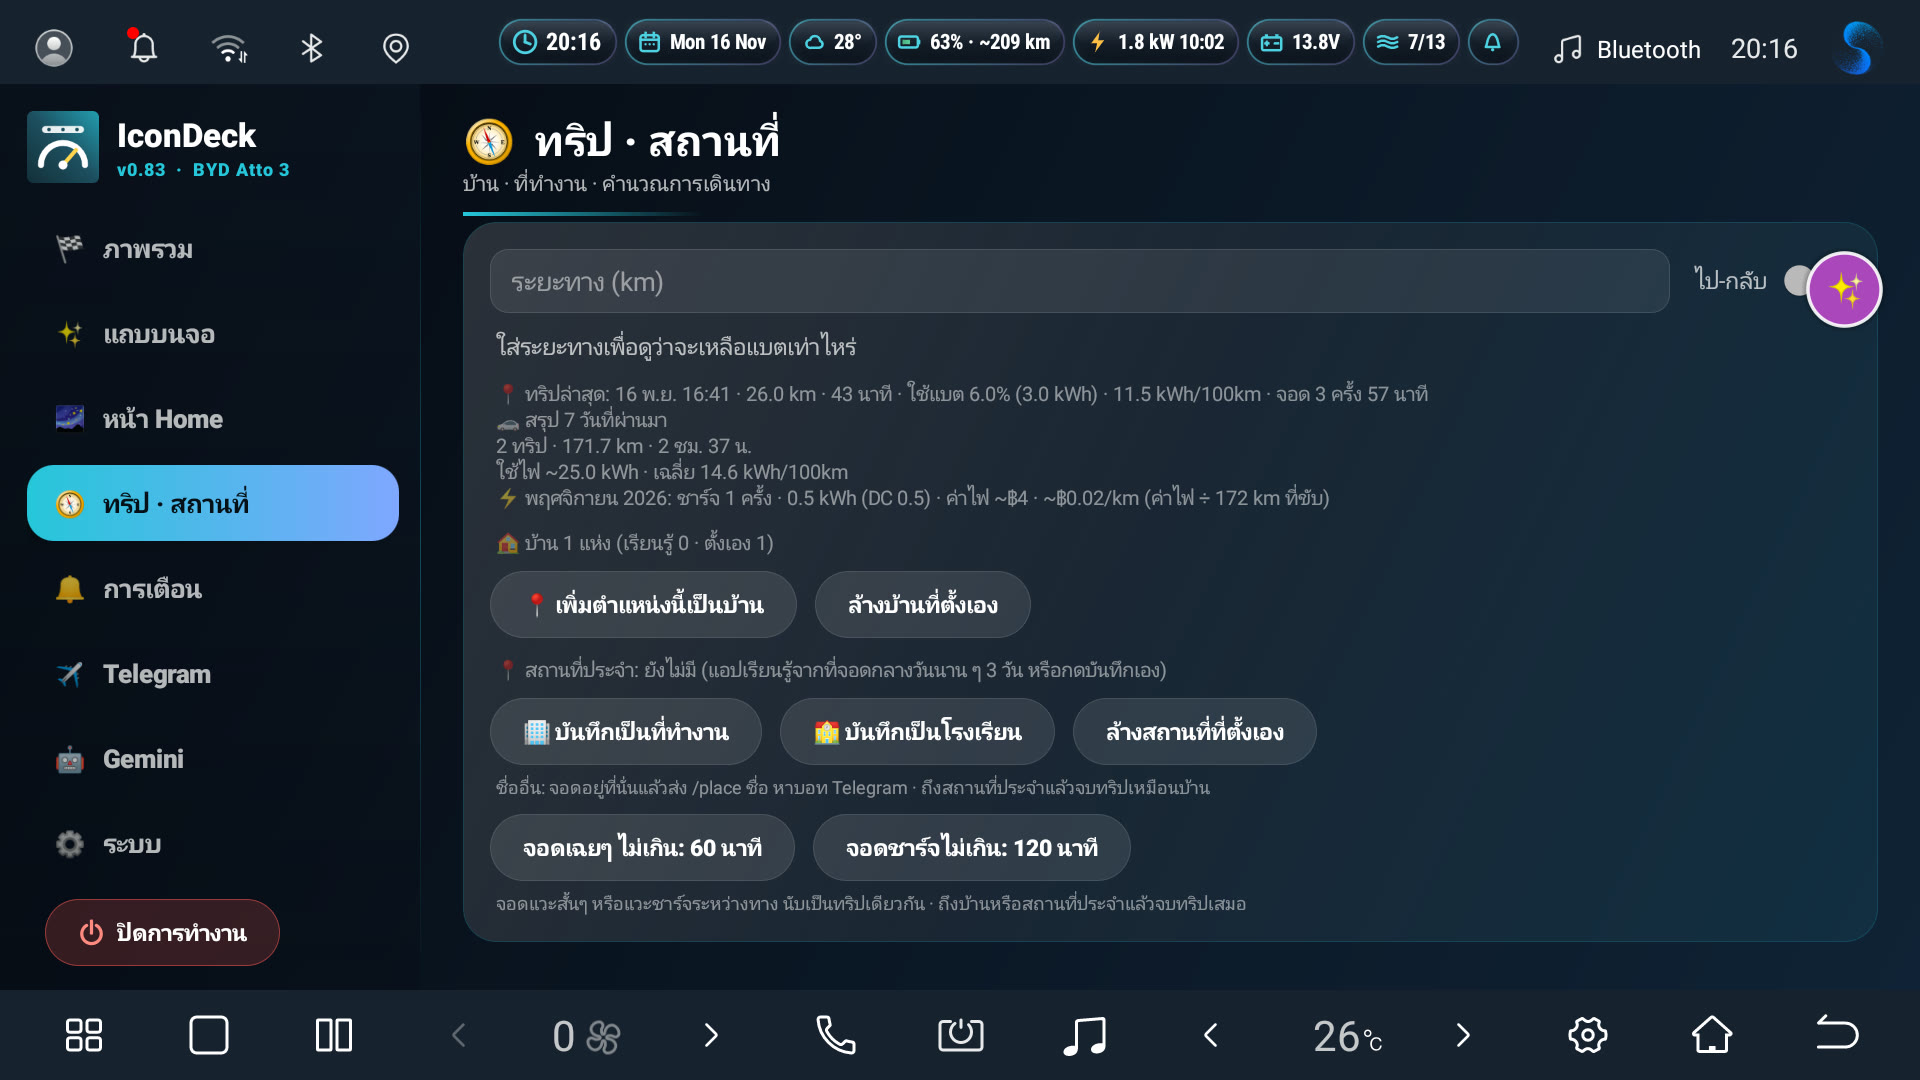 20:16
Mon 16 Nov
28°
63% · ~209 km
1.8 kW 10:02
13.8V
7/13
Bluetooth
20:16
IconDeck
v0.83 · BYD Atto 3
ภาพรวม
แถบบนจอ
หน้า Home
ทริป · สถานที่
การเตือน
Telegram
Gemini
ระบบ
ปิดการทำงาน
ทริป · สถานที่
บ้าน · ที่ทำงาน · คำนวณการเดินทาง
ระยะทาง (km)
ไป-กลับ
ใส่ระยะทางเพื่อดูว่าจะเหลือแบตเท่าไหร่
ทริปล่าสุด: 16 พ.ย. 16:41 · 26.0 km · 43 นาที · ใช้แบต 6.0% (3.0 kWh) · 11.5 kWh/100km · จอด 3 ครั้ง 57 นาที
สรุป 7 วันที่ผ่านมา
2 ทริป · 171.7 km · 2 ชม. 37 น.
ใช้ไฟ ~25.0 kWh · เฉลี่ย 14.6 kWh/100km
พฤศจิกายน 2026: ชาร์จ 1 ครั้ง · 0.5 kWh (DC 0.5) · ค่าไฟ ~฿4 · ~฿0.02/km (ค่าไฟ ÷ 172 km ที่ขับ)
บ้าน 1 แห่ง (เรียนรู้ 0 · ตั้งเอง 1)
เพิ่มตำแหน่งนี้เป็นบ้าน
ล้างบ้านที่ตั้งเอง
สถานที่ประจำ: ยังไม่มี (แอปเรียนรู้จากที่จอดกลางวันนาน ๆ 3 วัน หรือกดบันทึกเอง)
บันทึกเป็นที่ทำงาน
บันทึกเป็นโรงเรียน
ล้างสถานที่ที่ตั้งเอง
ชื่ออื่น: จอดอยู่ที่นั่นแล้วส่ง /place ชื่อ หาบอท Telegram · ถึงสถานที่ประจำแล้วจบทริปเหมือนบ้าน
จอดเฉยๆ ไม่เกิน: 60 นาที
จอดชาร์จไม่เกิน: 120 นาที
จอดแวะสั้นๆ หรือแวะชาร์จระหว่างทาง นับเป็นทริปเดียวกัน · ถึงบ้านหรือสถานที่ประจำแล้วจบทริปเสมอ
0
26°C